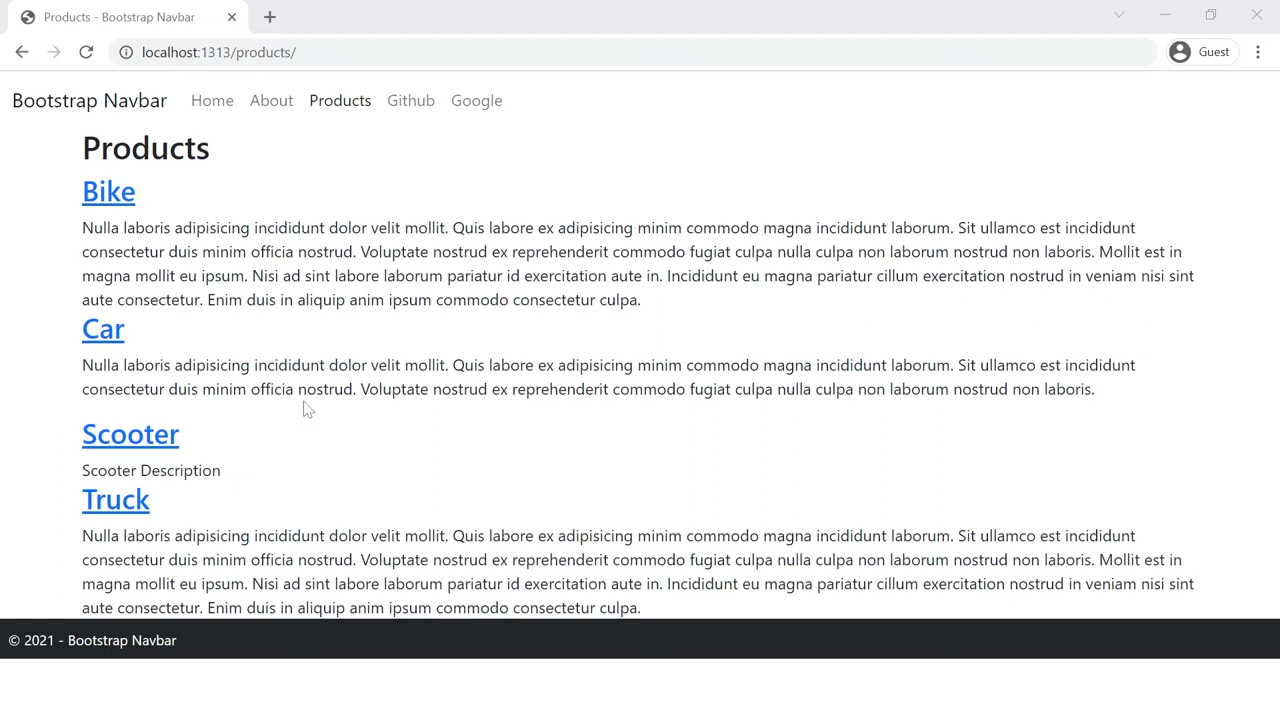 Products - Bootstrap Navbar
localhost:1313/products/
Guest
Bootstrap Navbar Home About Products Github Google
Products
Bike
Nulla laboris adipisicing incididunt dolor velit mollit. Quis labore ex adipisicing minim commodo magna incididunt laborum. Sit ullamco est incididunt
consectetur duis minim officia nostrud. Voluptate nostrud ex reprehenderit commodo fugiat culpa nulla culpa non laborum nostrud non laboris. Mollit est in
magna mollit eu ipsum. Nisi ad sint labore laborum pariatur id exercitation aute in. Incididunt eu magna pariatur cillum exercitation nostrud in veniam nisi sint
aute consectetur. Enim duis in aliquip anim ipsum commodo consectetur culpa.
Car
Nulla laboris adipisicing incididunt dolor velit mollit. Quis labore ex adipisicing minim commodo magna incididunt laborum. Sit ullamco est incididunt
consectetur duis minim officia nostrud. Voluptate nostrud ex reprehenderit commodo fugiat culpa nulla culpa non laborum nostrud non laboris.
Scooter
Scooter Description
Truck
Nulla laboris adipisicing incididunt dolor velit mollit. Quis labore ex adipisicing minim commodo magna incididunt laborum. Sit ullamco est incididunt
consectetur duis minim officia nostrud. Voluptate nostrud ex reprehenderit commodo fugiat culpa nulla culpa non laborum nostrud non laboris. Mollit est in
magna mollit eu ipsum. Nisi ad sint labore laborum pariatur id exercitation aute in. Incididunt eu magna pariatur cillum exercitation nostrud in veniam nisi sint
aute consectetur. Enim duis in aliquip anim ipsum commodo consectetur culpa.
© 2021 - Bootstrap Navbar